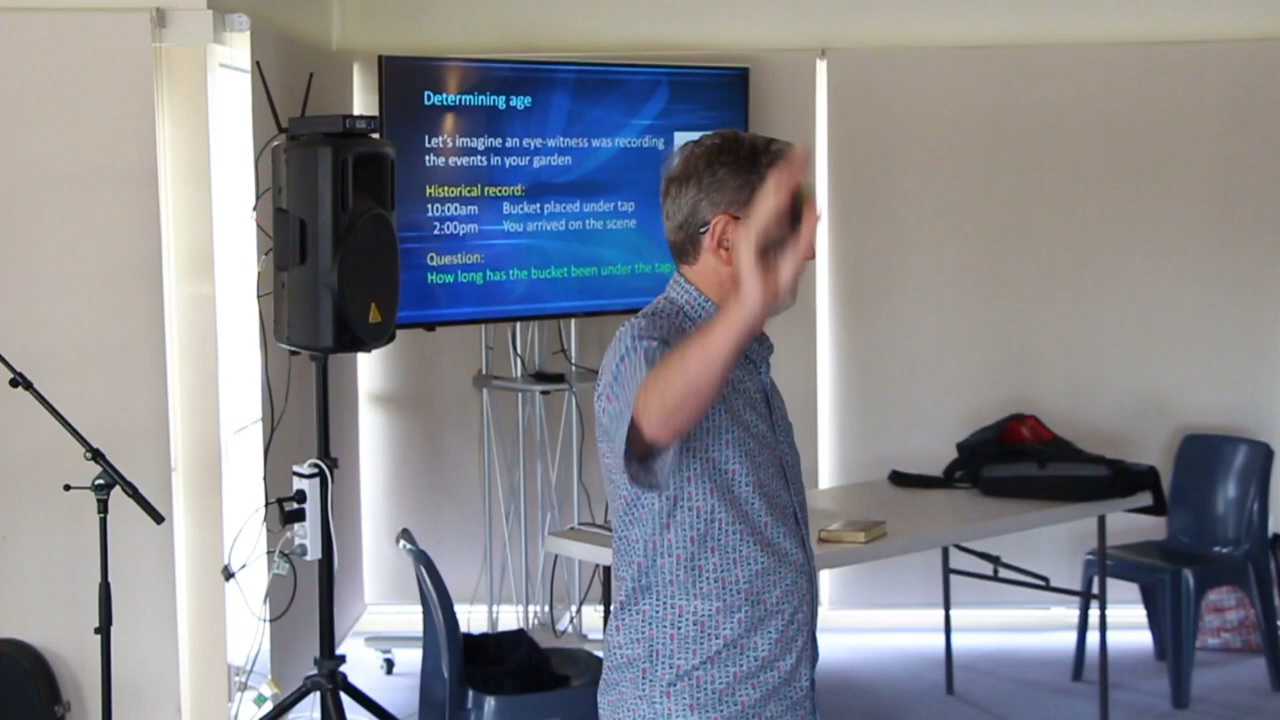 Determining age
Let's imagine an eye-witness was recording
the events in your garden
Historical record:
10:00am Bucket placed under tap
2:00pm You arrived on the scene
Question:
How long has the bucket been under the tap